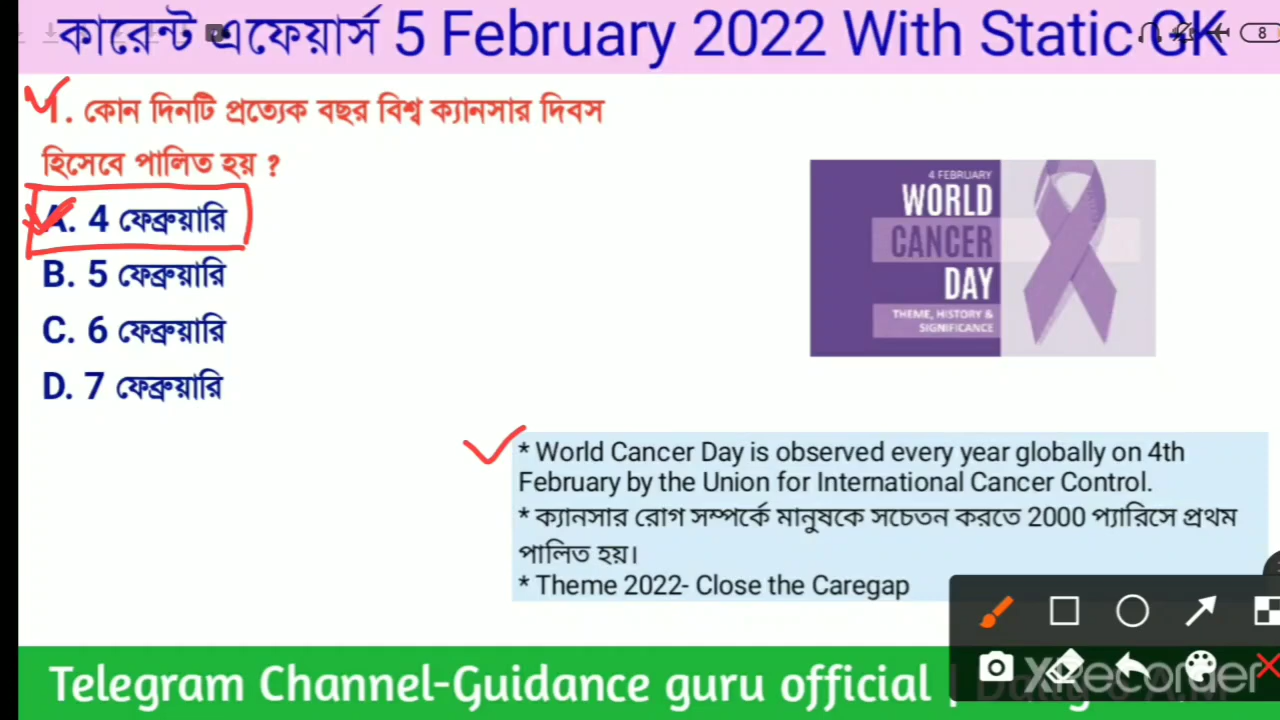 কারেন্ট এফেয়ার্স 5 February 2022 With Static GK
8
1. কোন দিনটি প্রত্যেক বছর বিশ্ব ক্যানসার দিবস
হিসেবে পালিত হয় ?
A. 4 ফেব্রুয়ারি
B. 5 ফেব্রুয়ারি
C. 6 ফেব্রুয়ারি
D. 7 ফেব্রুয়ারি
4 FEBRUARY
WORLD
CANCER
DAY
THEME, HISTORY &
SIGNIFICANCE
* World Cancer Day is observed every year globally on 4th
February by the Union for International Cancer Control.
* ক্যানসার রোগ সম্পর্কে মানুষকে সচেতন করতে 2000 প্যারিসে প্রথম
পালিত হয়।
* Theme 2022- Close the Caregap
Telegram Channel-Guidance guru official |
XRecorder